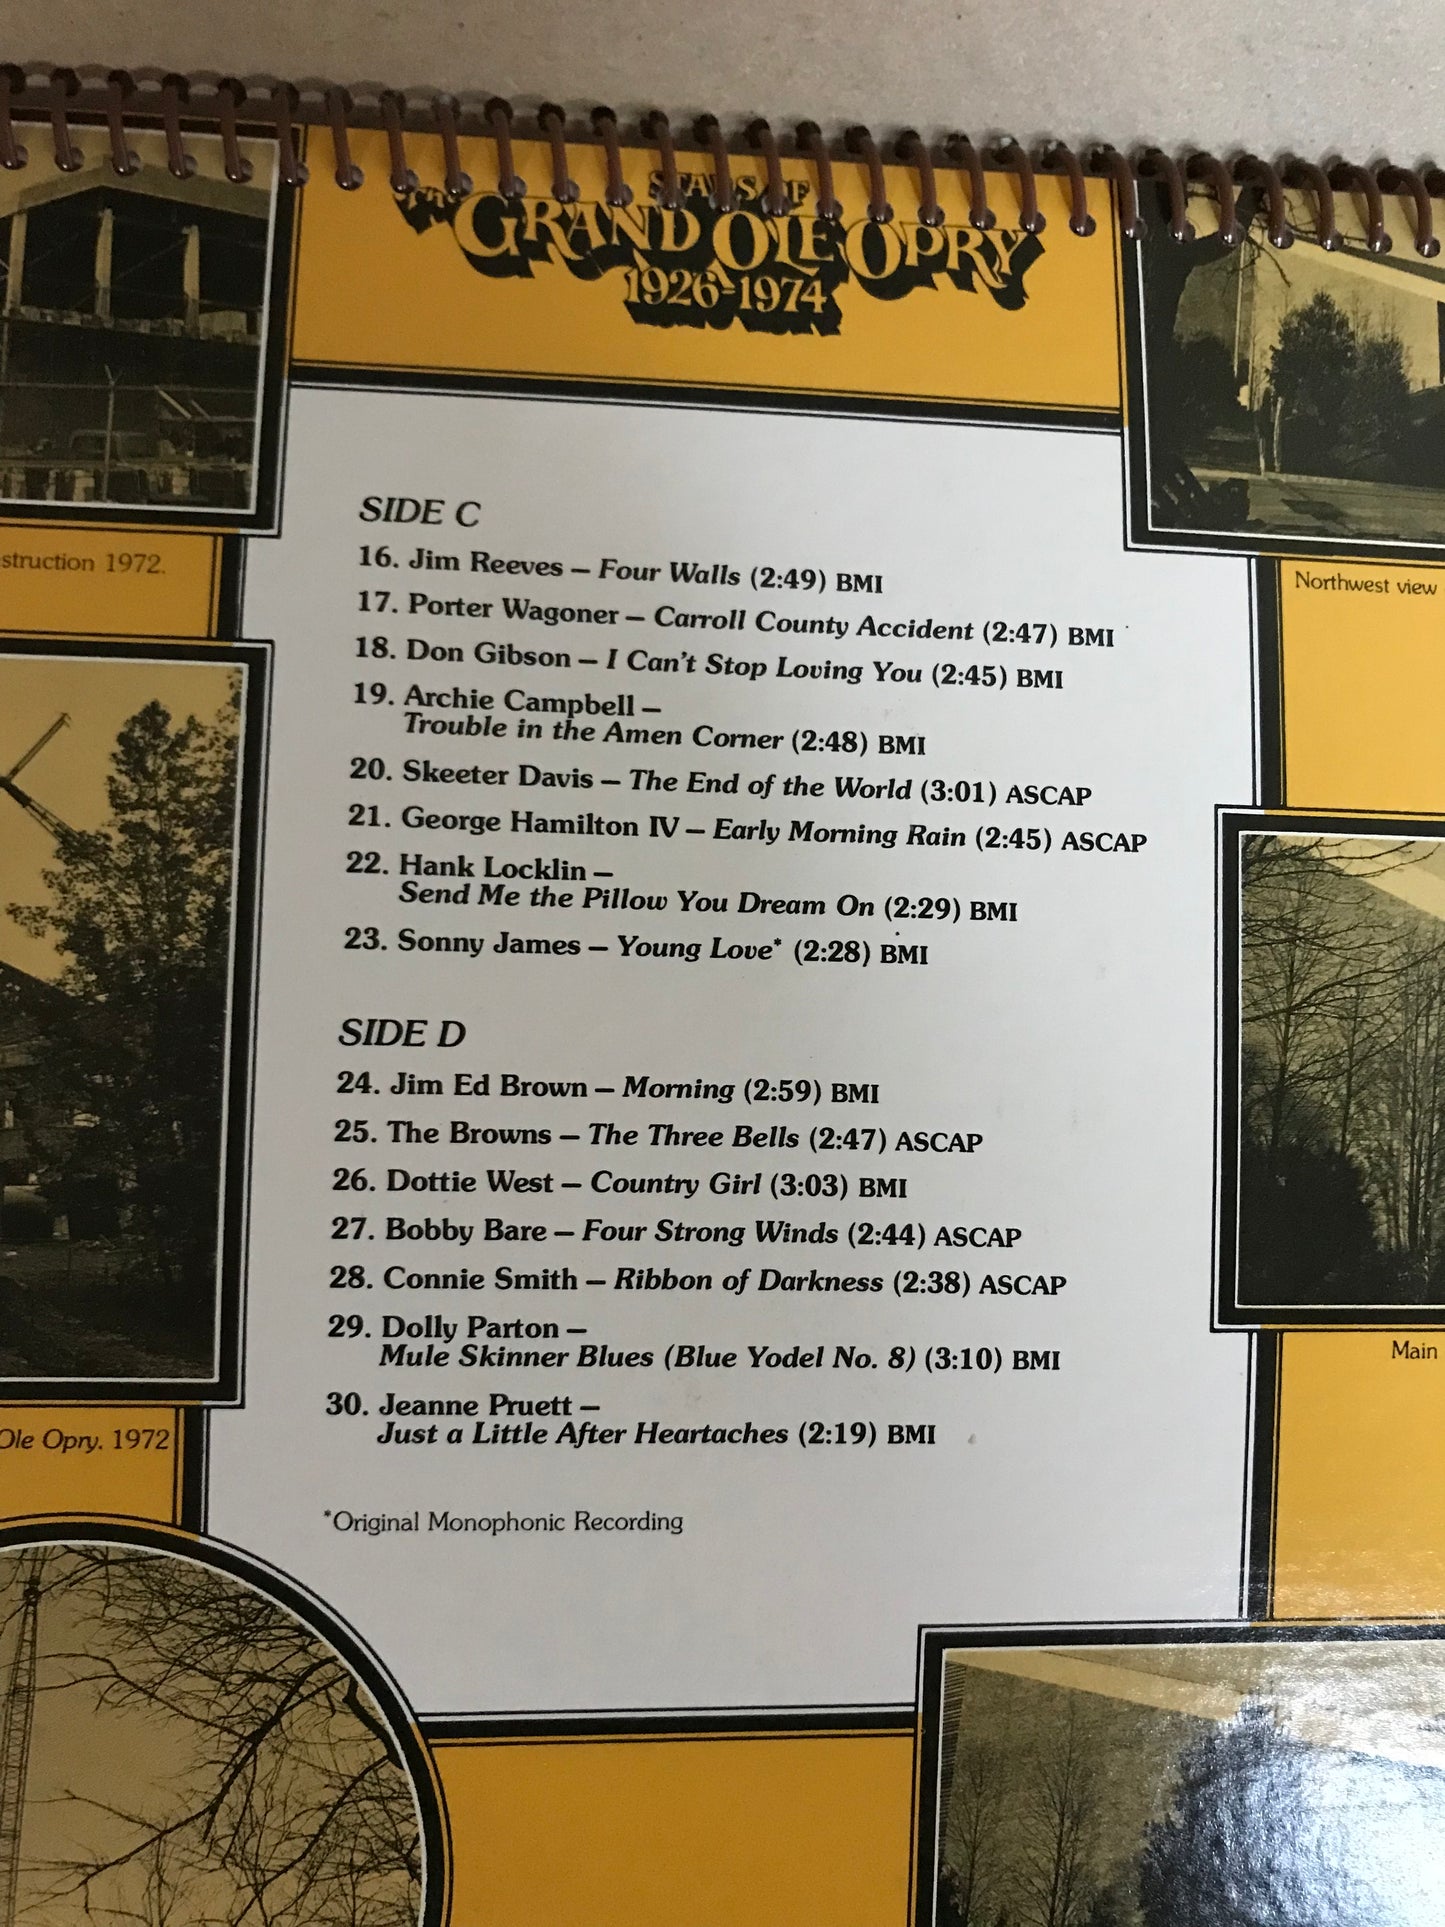 STARS OF
The
GRAND OLE OPRY
1926-1974
struction 1972.
Northwest view
SIDE C
16. Jim Reeves – Four Walls (2:49) BMI
17. Porter Wagoner – Carroll County Accident (2:47) BMI
18. Don Gibson – I Can't Stop Loving You (2:45) BMI
19. Archie Campbell –
Trouble in the Amen Corner (2:48) BMI
20. Skeeter Davis – The End of the World (3:01) ASCAP
21. George Hamilton IV – Early Morning Rain (2:45) ASCAP
22. Hank Locklin –
Send Me the Pillow You Dream On (2:29) BMI
23. Sonny James – Young Love* (2:28) BMI
SIDE D
24. Jim Ed Brown – Morning (2:59) BMI
25. The Browns – The Three Bells (2:47) ASCAP
26. Dottie West – Country Girl (3:03) BMI
27. Bobby Bare – Four Strong Winds (2:44) ASCAP
28. Connie Smith – Ribbon of Darkness (2:38) ASCAP
29. Dolly Parton –
Mule Skinner Blues (Blue Yodel No. 8) (3:10) BMI
Main
30. Jeanne Pruett –
Just a Little After Heartaches (2:19) BMI
Ole Opry. 1972
*Original Monophonic Recording